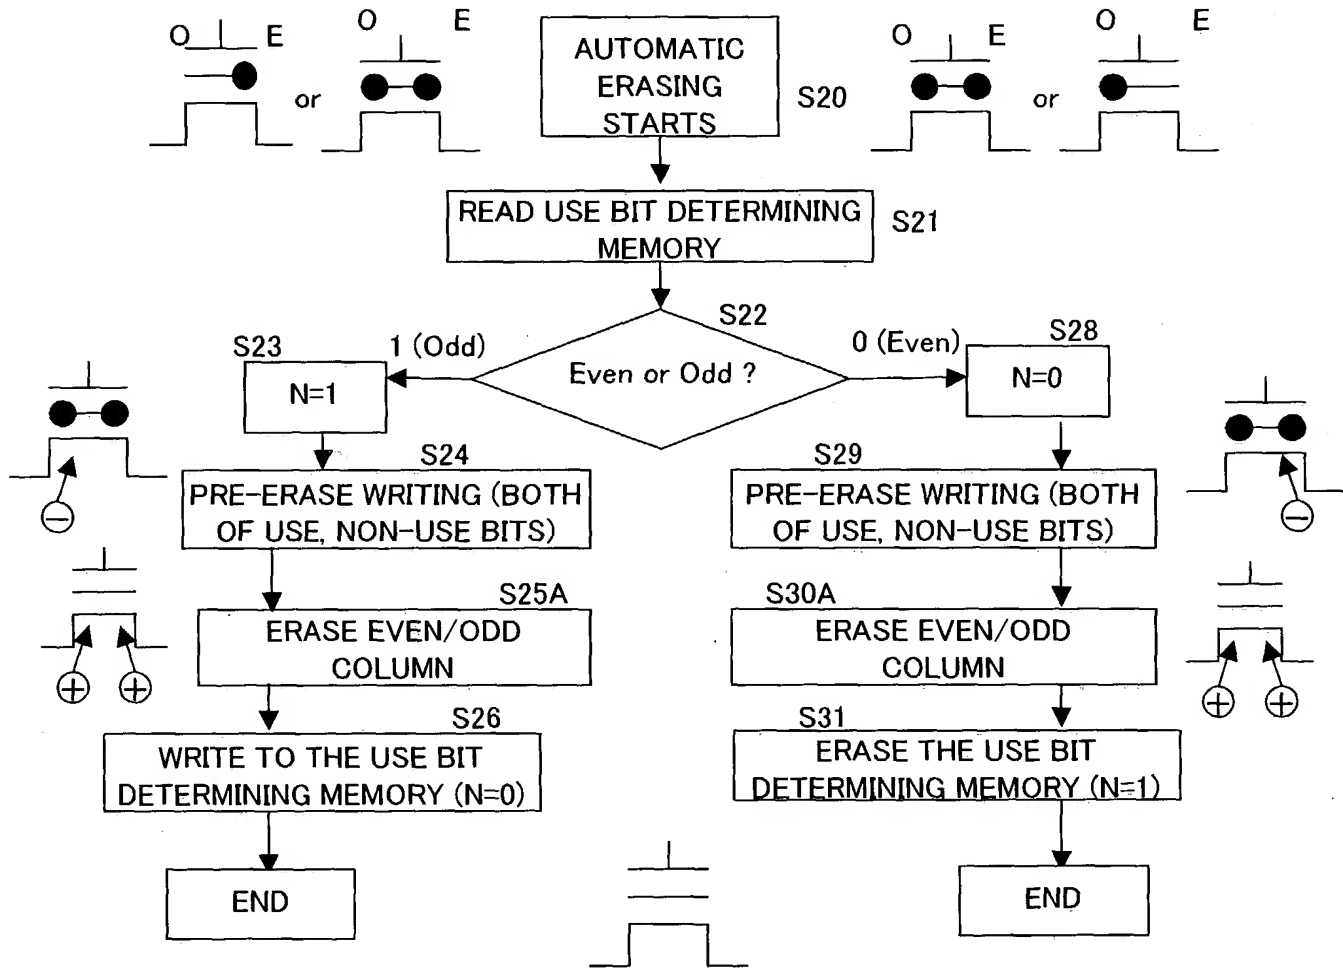 O E
or
O E
AUTOMATIC
ERASING
STARTS
S20
O E
or
O E
READ USE BIT DETERMINING
MEMORY
S21
S22
Even or Odd ?
1 (Odd)
0 (Even)
S23
N=1
S28
N=0
S24
PRE-ERASE WRITING (BOTH
OF USE, NON-USE BITS)
S29
PRE-ERASE WRITING (BOTH
OF USE, NON-USE BITS)
−
−
S25A
ERASE EVEN/ODD
COLUMN
S30A
ERASE EVEN/ODD
COLUMN
+ +
+ +
S26
WRITE TO THE USE BIT
DETERMINING MEMORY (N=0)
S31
ERASE THE USE BIT
DETERMINING MEMORY (N=1)
END
END